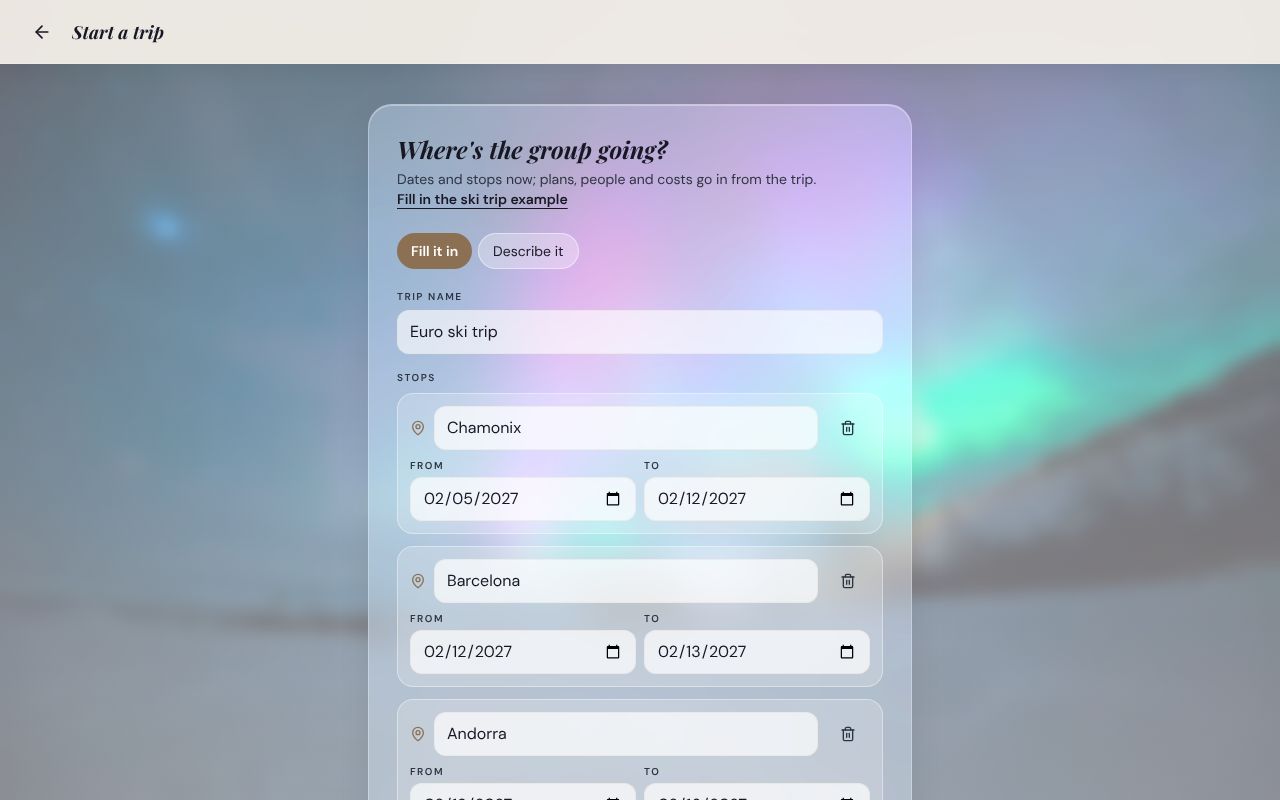 Start a trip
Where's the group going?
Dates and stops now; plans, people and costs go in from the trip.
Fill in the ski trip example
Fill it in
Describe it
TRIP NAME
Euro ski trip
STOPS
Chamonix
FROM
TO
02/05/2027
02/12/2027
Barcelona
FROM
TO
02/12/2027
02/13/2027
Andorra
FROM
TO